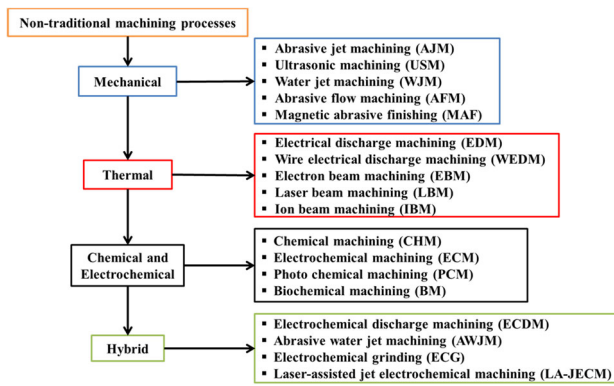 Non-traditional machining processes
Mechanical
▪ Abrasive jet machining (AJM)
▪ Ultrasonic machining (USM)
▪ Water jet machining (WJM)
▪ Abrasive flow machining (AFM)
▪ Magnetic abrasive finishing (MAF)
Thermal
▪ Electrical discharge machining (EDM)
▪ Wire electrical discharge machining (WEDM)
▪ Electron beam machining (EBM)
▪ Laser beam machining (LBM)
▪ Ion beam machining (IBM)
Chemical and
Electrochemical
▪ Chemical machining (CHM)
▪ Electrochemical machining (ECM)
▪ Photo chemical machining (PCM)
▪ Biochemical machining (BM)
Hybrid
▪ Electrochemical discharge machining (ECDM)
▪ Abrasive water jet machining (AWJM)
▪ Electrochemical grinding (ECG)
▪ Laser-assisted jet electrochemical machining (LA-JECM)